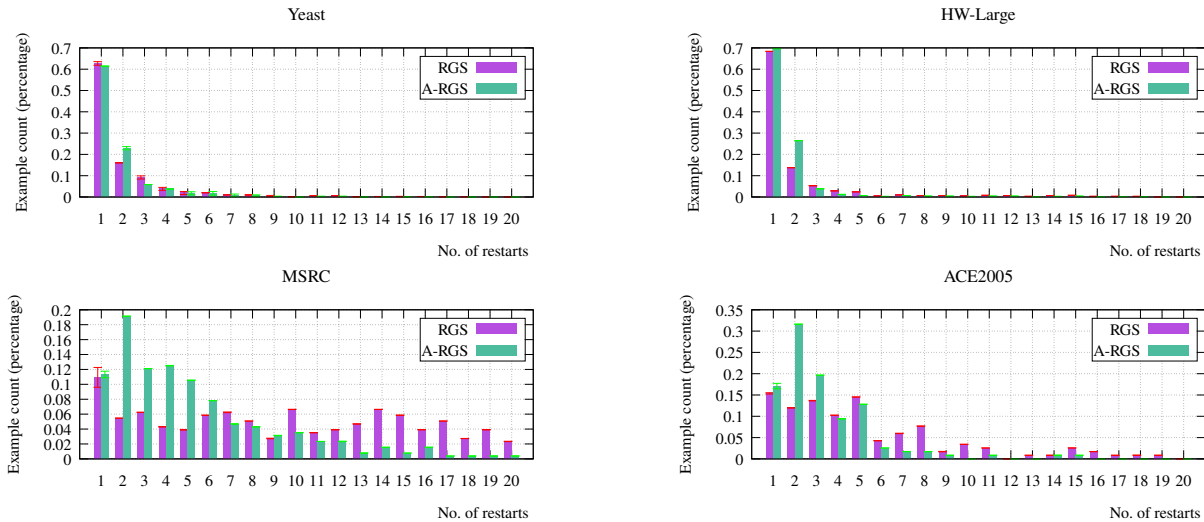 Yeast
Example count (percentage)
0.7
0.6
0.5
0.4
0.3
0.2
0.1
0
RGS
A-RGS
1 2 3 4 5 6 7 8 9 10 11 12 13 14 15 16 17 18 19 20
No. of restarts
HW-Large
Example count (percentage)
0.7
0.6
0.5
0.4
0.3
0.2
0.1
0
RGS
A-RGS
1 2 3 4 5 6 7 8 9 10 11 12 13 14 15 16 17 18 19 20
No. of restarts
MSRC
Example count (percentage)
0.2
0.18
0.16
0.14
0.12
0.1
0.08
0.06
0.04
0.02
0
RGS
A-RGS
1 2 3 4 5 6 7 8 9 10 11 12 13 14 15 16 17 18 19 20
No. of restarts
ACE2005
Example count (percentage)
0.35
0.3
0.25
0.2
0.15
0.1
0.05
0
RGS
A-RGS
1 2 3 4 5 6 7 8 9 10 11 12 13 14 15 16 17 18 19 20
No. of restarts